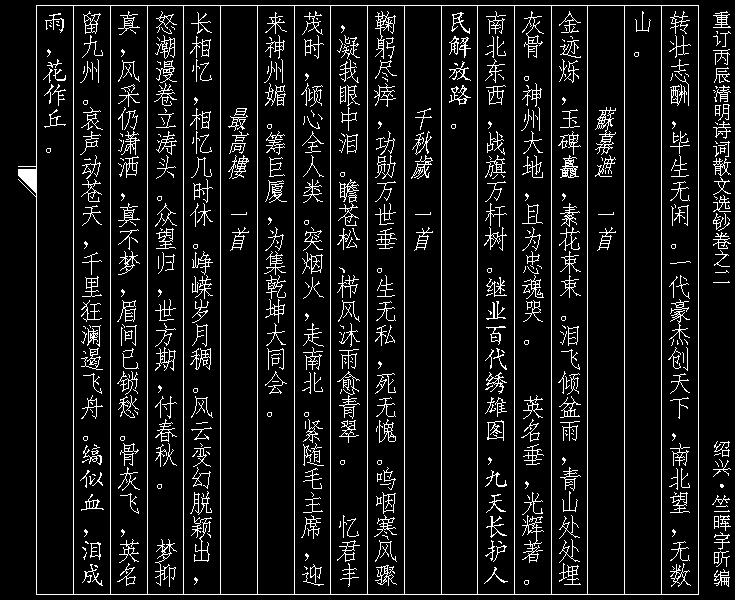 重订丙辰清明诗词散文选钞卷之二
绍兴·竺晖宇昕编
转壮志酬，毕生无闲。一代豪杰创天下，南北望，无数
山。
蘇幕遮　一首
金迹烁，玉碑矗，素花束束。泪飞倾盆雨，青山处处埋
灰骨。神州大地，且为忠魂哭。　英名垂，光辉著。
南北东西，战旗万杆树。继业百代绣雄图，九天长护人
民解放路。
千秋歲　一首
鞠躬尽瘁，功勋万世垂。生无私，死无愧。呜咽寒风骤
，凝我眼中泪。瞻苍松、栉风沐雨愈青翠。　忆君丰
茂时，倾心全人类。突烟火，走南北。紧随毛主席，迎
来神州媚。筹巨厦，为集乾坤大同会。
最高樓　一首
长相忆，相忆几时休。峥嵘岁月稠。风云变幻脱颖出，
怒潮漫卷立涛头。众望归，世方期，付春秋。　梦抑
真，风采仍潇洒，真不梦，眉间已锁愁。骨灰飞，英名
留九州。哀声动苍天，千里狂澜遏飞舟。缟似血，泪成
雨，花作丘。